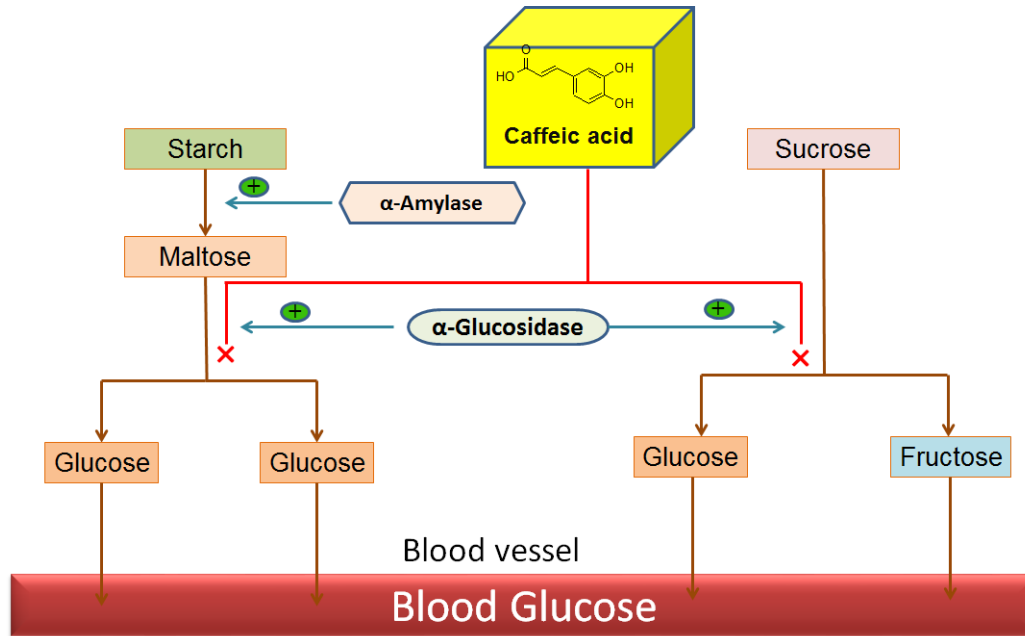 O
HO
OH
OH
Caffeic acid
Starch
Sucrose
+
α-Amylase
Maltose
+
+
α-Glucosidase
Glucose
Glucose
Glucose
Fructose
Blood vessel
Blood Glucose